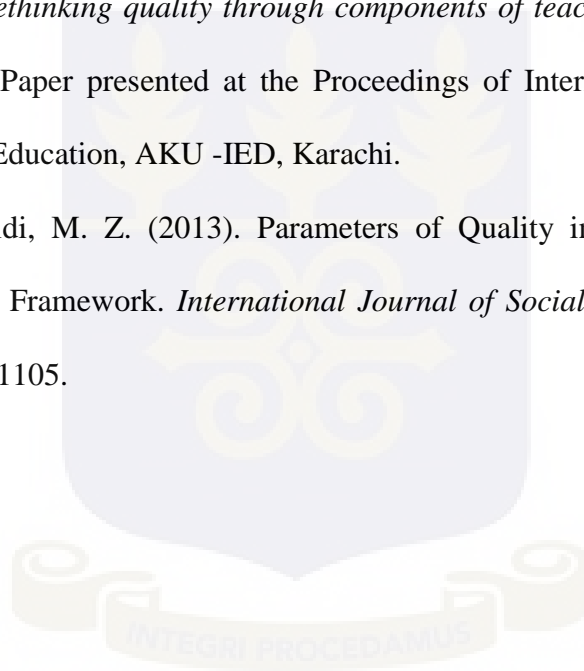 ethinking quality through components of teac
Paper presented at the Proceedings of Inter
Education, AKU -IED, Karachi.
di, M. Z. (2013). Parameters of Quality in
Framework. International Journal of Social
1105.
INTEGRI PROCEDAMUS